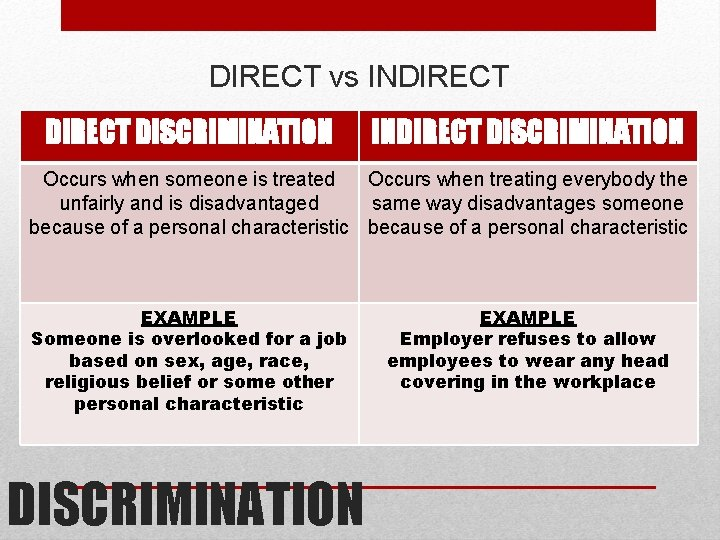 DIRECT vs INDIRECT
DIRECT DISCRIMINATION
INDIRECT DISCRIMINATION
Occurs when someone is treated
unfairly and is disadvantaged
because of a personal characteristic
Occurs when treating everybody the
same way disadvantages someone
because of a personal characteristic
EXAMPLE
Someone is overlooked for a job
based on sex, age, race,
religious belief or some other
personal characteristic
EXAMPLE
Employer refuses to allow
employees to wear any head
covering in the workplace
DISCRIMINATION